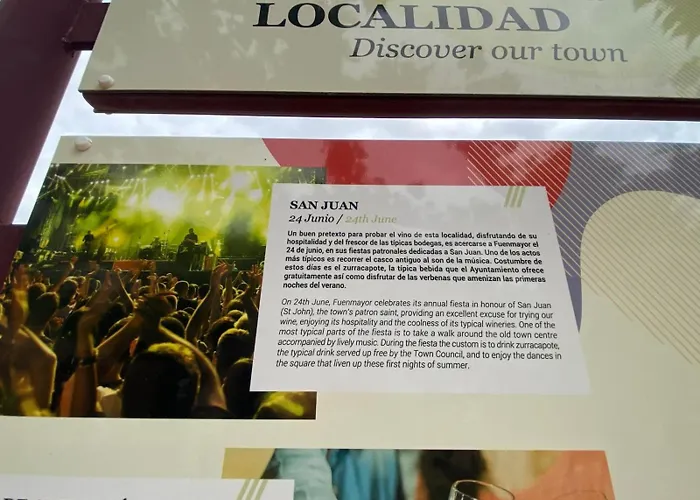 LOCALIDAD
Discover our town
SAN JUAN
24 Junio / 24th June
Un buen pretexto para probar el vino de esta localidad, disfrutando de su
hospitalidad y del frescor de las típicas bodegas, es acercarse a Fuenmayor el
24 de junio, en sus fiestas patronales dedicadas a San Juan. Uno de los actos
más típicos es recorrer el casco antiguo al son de la música. Costumbre de
estos días es el zurracapote, la típica bebida que el Ayuntamiento ofrece
gratuitamente así como disfrutar de las verbenas que amenizan las primeras
noches del verano.
On 24th June, Fuenmayor celebrates its annual fiesta in honour of San Juan
(St John), the town's patron saint, providing an excellent excuse for trying our
wine, enjoying its hospitality and the coolness of its typical wineries. One of the
most typical parts of the fiesta is to take a walk around the old town centre
accompanied by lively music. During the fiesta the custom is to drink zurracapote,
the typical drink served up free by the Town Council, and to enjoy the dances in
the square that liven up these first nights of summer.